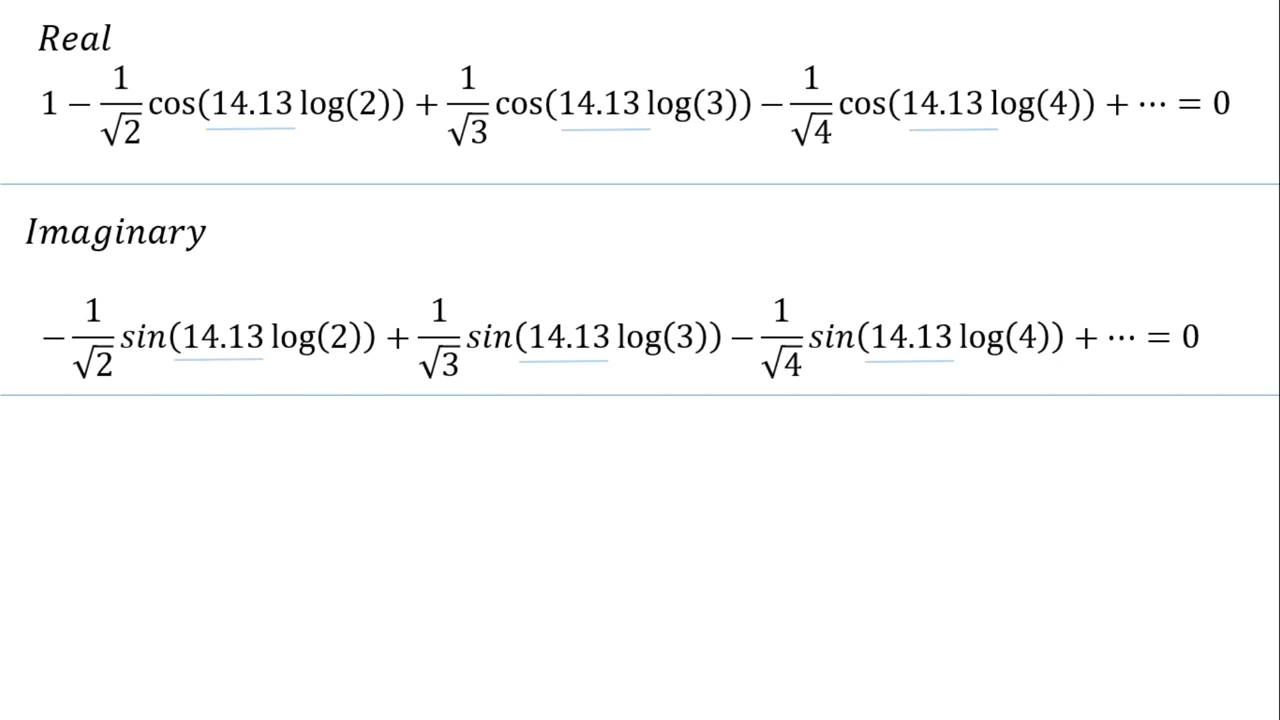 Real
1 − 1/√2 cos(14.13 log(2)) + 1/√3 cos(14.13 log(3)) − 1/√4 cos(14.13 log(4)) + ⋯ = 0
Imaginary
− 1/√2 sin(14.13 log(2)) + 1/√3 sin(14.13 log(3)) − 1/√4 sin(14.13 log(4)) + ⋯ = 0